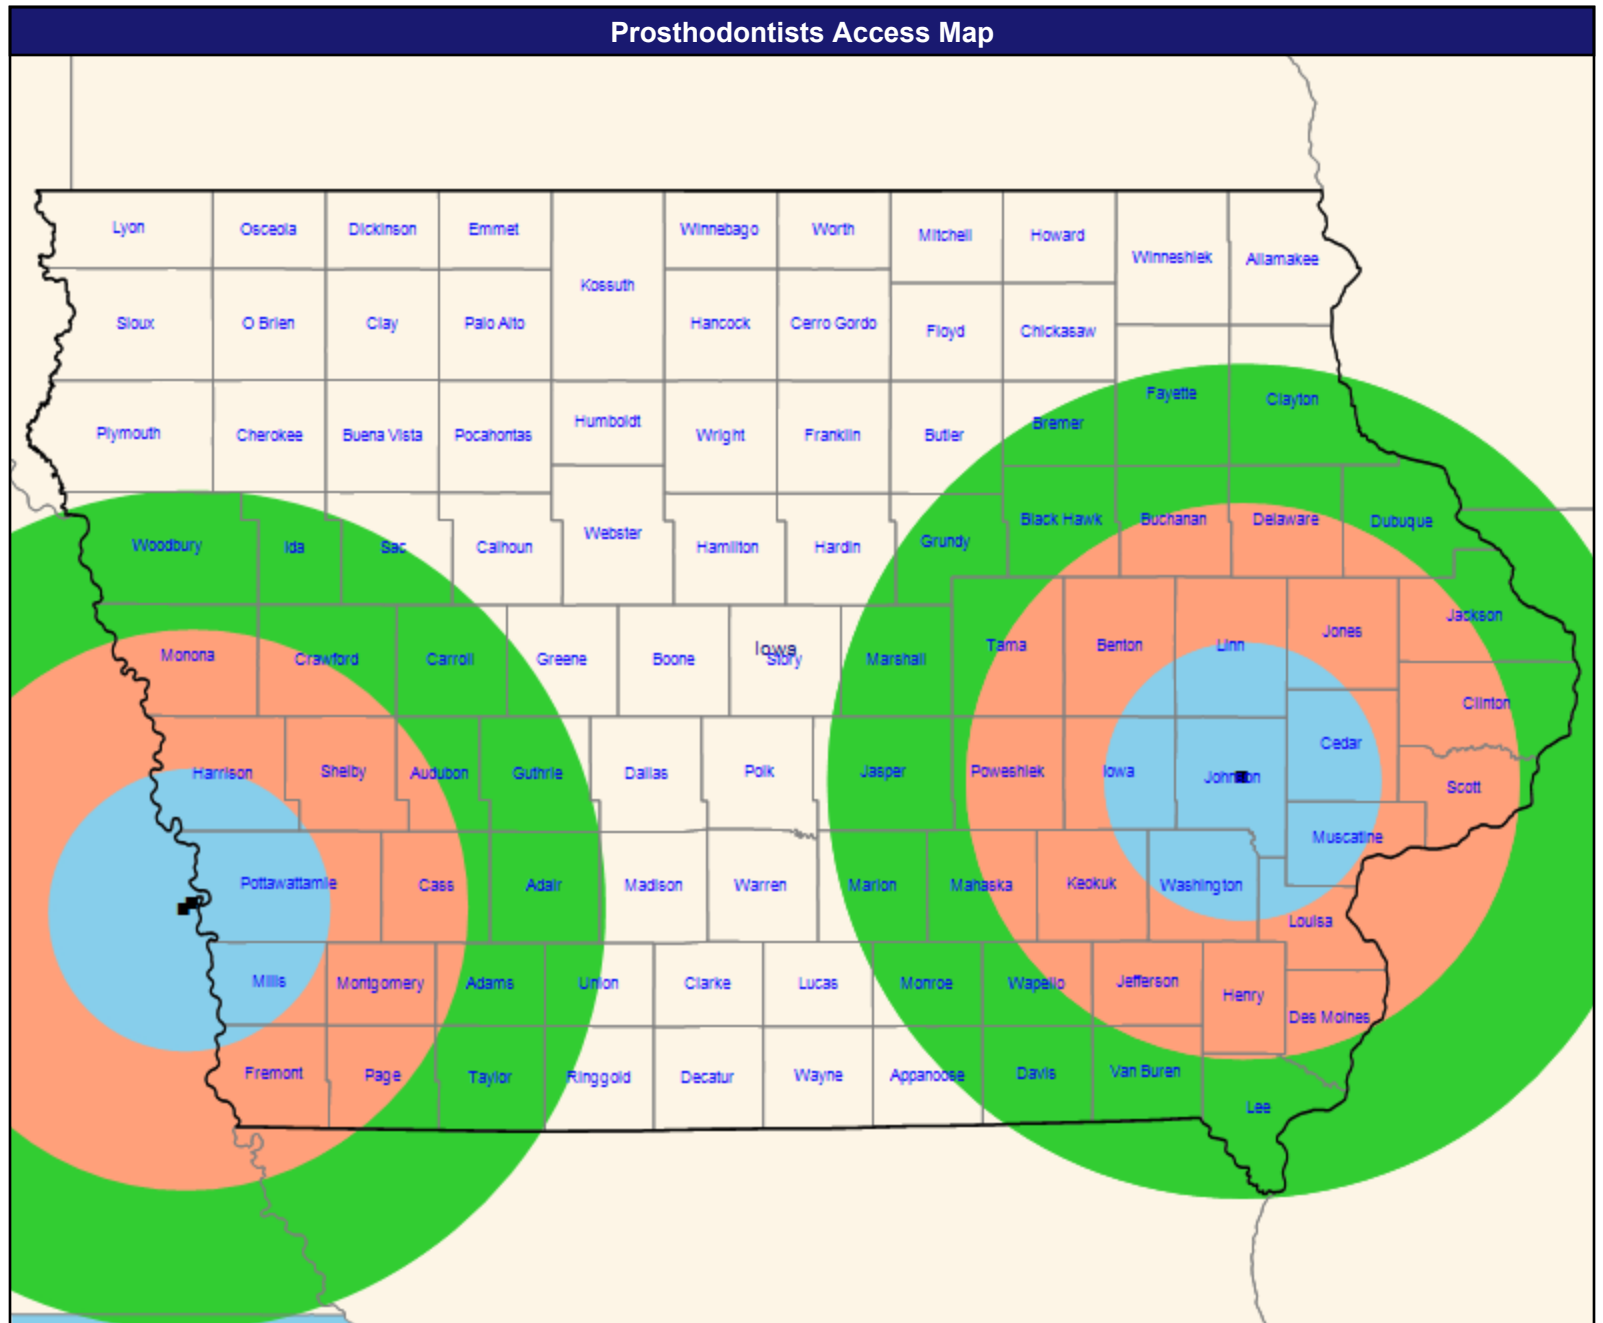 Prosthodontists Access Map
Lyon Osceola Dickinson Emmet Winnebago Worth Mitchell Howard
Winneshiek Allamakee
Kossuth
Sioux O Brien Clay Palo Alto Hancock Cerro Gordo Floyd Chickasaw
Fayette Clayton
Plymouth Cherokee Buena Vista Pocahontas Humboldt Wright Franklin Butler Bremer
Woodbury Ida Sac Calhoun Webster Hamilton Hardin Grundy Black Hawk Buchanan Delaware Dubuque
Jackson
Monona Crawford Carroll Greene Boone Story Marshall Tama Benton Linn Jones
Iowa
Clinton
Harrison Shelby Audubon Guthrie Dallas Polk Jasper Poweshiek Iowa Johnson Cedar Scott
Muscatine
Pottawattamie Cass Adair Madison Warren Marion Mahaska Keokuk Washington
Louisa
Mills Montgomery Adams Union Clarke Lucas Monroe Wapello Jefferson Henry
Des Moines
Fremont Page Taylor Ringgold Decatur Wayne Appanoose Davis Van Buren
Lee